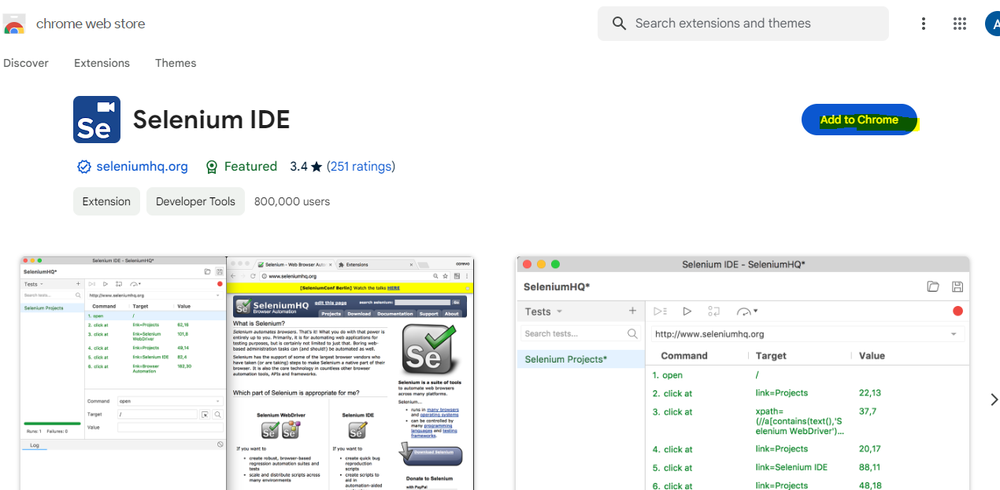 chrome web store
Search extensions and themes
A
Discover Extensions Themes
Se
Selenium IDE
Add to Chrome
seleniumhq.org Featured 3.4 ★ (251 ratings)
Extension Developer Tools 800,000 users
Selenium IDE - SeleniumHQ*
SeleniumHQ*
Tests
Search tests...
Selenium Projects
http://www.seleniumhq.org
Command Target Value
1. open /
2. click at link=Projects 62,16
3. click at link=Selenium WebDriver 101,8
4. click at link=Projects 49,14
5. click at link=Selenium IDE 82,4
6. click at link=Browser Automation 182,30
Command open
Target /
Value
Runs: 1 Failures: 0
Log
Selenium - Web Browser Auto
Extensions
www.seleniumhq.org
[SeleniumConf Berlin] Watch the talks HERE
SeleniumHQ
Browser Automation
edit this page
search selenium:
Go
Projects Download Documentation Support About
What is Selenium?
Selenium automates browsers. That's it! What you do with that power is
entirely up to you. Primarily, it is for automating web applications for
testing purposes, but is certainly not limited to just that. Boring web-
based administration tasks can (and should!) be automated as well.
Selenium has the support of some of the largest browser vendors who
have taken (or are taking) steps to make Selenium a native part of their
browser. It is also the core technology in countless other browser
automation tools, APIs and frameworks.
Which part of Selenium is appropriate for me?
Selenium WebDriver
Se
If you want to
create robust, browser-based
regression automation suites and
tests
scale and distribute scripts across
many environments
Selenium IDE
Se
If you want to
create quick bug
reproduction
scripts
create scripts to
aid in
automation-aided
Se
Selenium is a suite of tools
to automate web browsers
across many platforms.
Selenium...
runs in many browsers
and operating systems
can be controlled by
many programming
languages and testing
frameworks.
Download Selenium
Donate to Selenium
with PayPal
Selenium IDE - SeleniumHQ*
SeleniumHQ*
Tests
Search tests...
Selenium Projects*
http://www.seleniumhq.org
Command Target Value
1. open /
2. click at link=Projects 22,13
3. click at xpath= 37,7
(//a[contains(text(),'S
elenium WebDriver')...
4. click at link=Projects 20,17
5. click at link=Selenium IDE 88,11
6. click at link=Projects 48,18